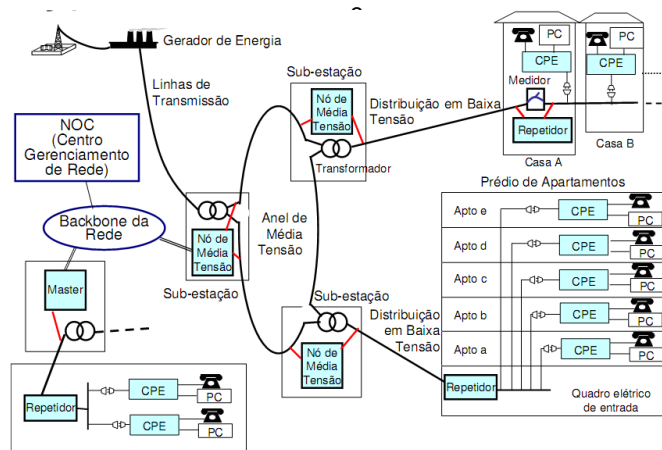 Gerador de Energia
Linhas de
Transmissão
NOC
(Centro
Gerenciamento
de Rede)
Backbone da
Rede
Master
Repetidor
CPE
PC
CPE
PC
Sub-estação
Nó de
Média
Tensão
Anel de
Média
Tensão
Sub-estação
Nó de
Média
Tensão
Transformador
Distribuição em Baixa
Tensão
Sub-estação
Nó de
Média
Tensão
Distribuição
em Baixa
Tensão
PC
CPE
Medidor
Repetidor
Casa A
PC
CPE
Casa B
Prédio de Apartamentos
Apto e
CPE
PC
Apto d
CPE
PC
Apto c
CPE
PC
Apto b
CPE
PC
Apto a
CPE
PC
Repetidor
Quadro elétrico
de entrada